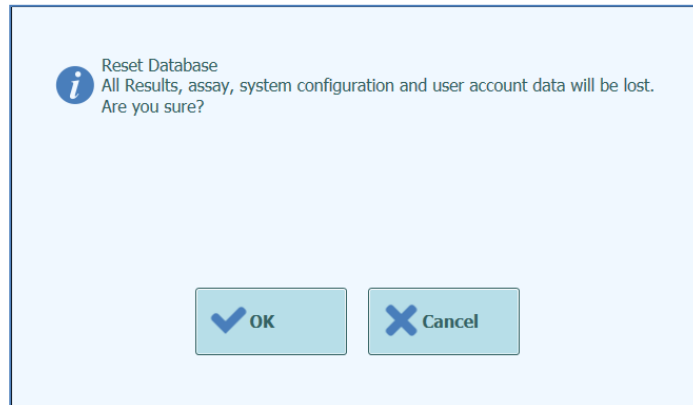 Reset Database
All Results, assay, system configuration and user account data will be lost.
Are you sure?
OK
Cancel